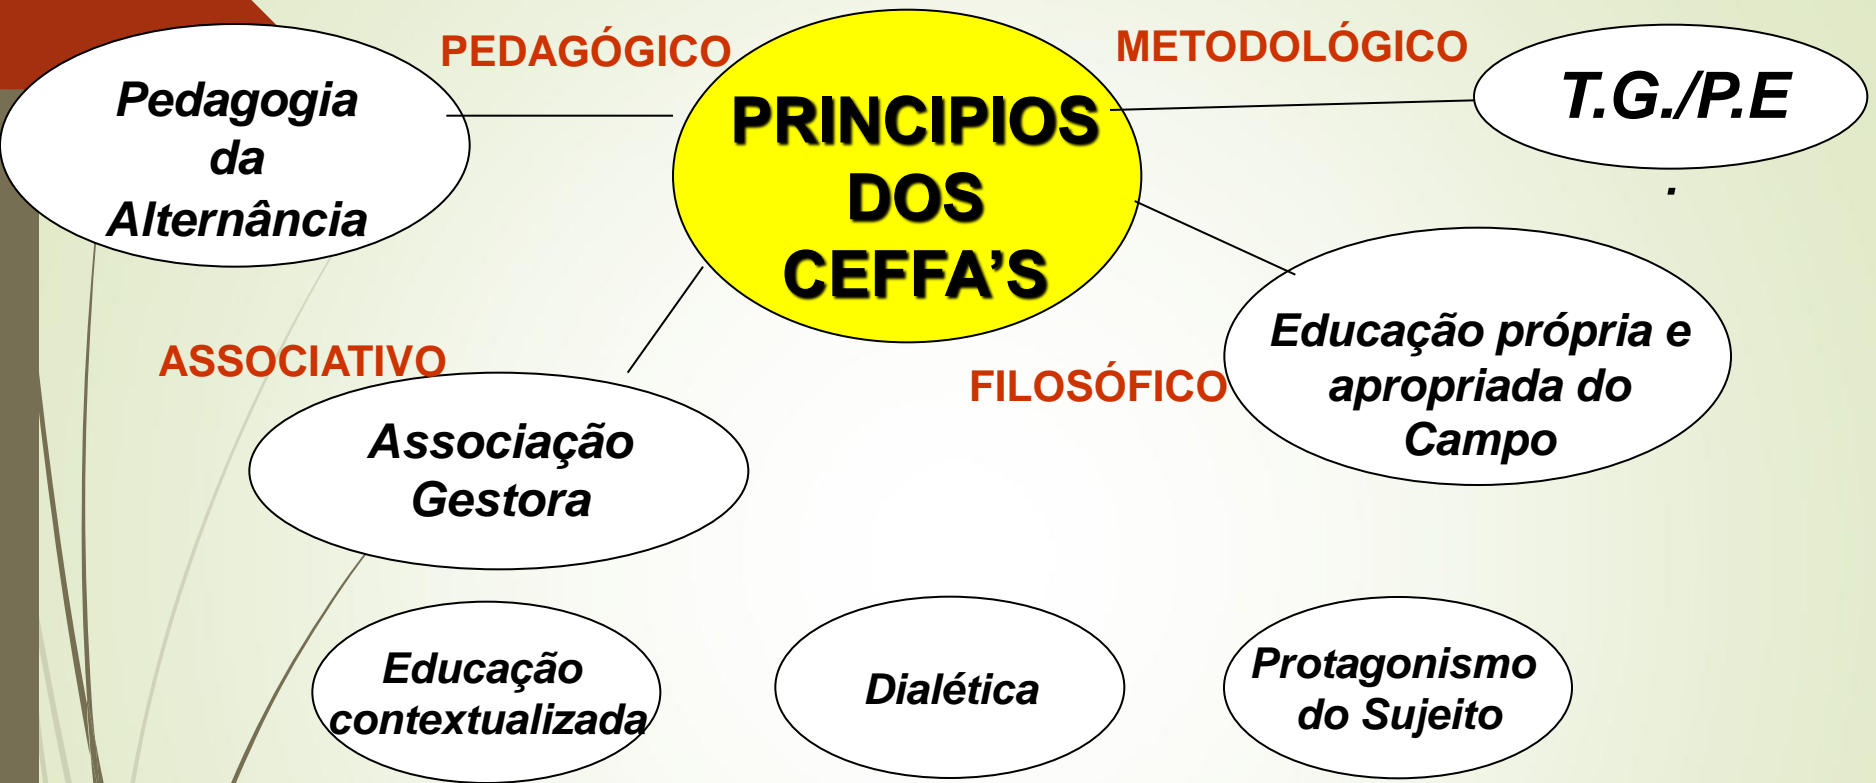 PEDAGÓGICO
METODOLÓGICO
Pedagogia
da
Alternância
PRINCIPIOS
DOS
CEFFA’S
T.G./P.E
.
ASSOCIATIVO
FILOSÓFICO
Educação própria e
apropriada do
Campo
Associação
Gestora
Educação
contextualizada
Dialética
Protagonismo
do Sujeito